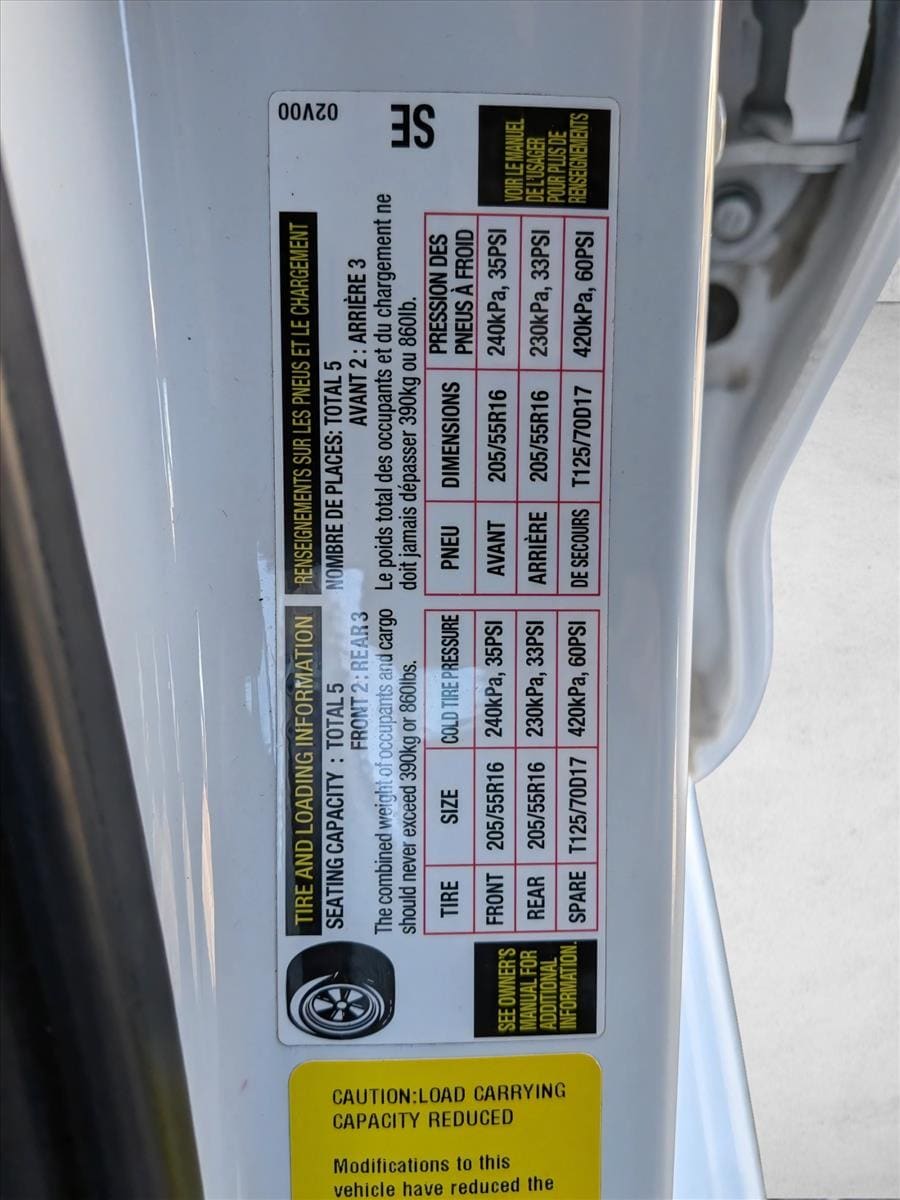 TIRE AND LOADING INFORMATION
SEATING CAPACITY : TOTAL 5
FRONT 2 : REAR 3
The combined weight of occupants and cargo
should never exceed 390kg or 860lbs.
TIRE SIZE COLD TIRE PRESSURE
FRONT 205/55R16 240kPa, 35PSI
REAR 205/55R16 230kPa, 33PSI
SPARE T125/70D17 420kPa, 60PSI
SEE OWNER'S
MANUAL FOR
ADDITIONAL
INFORMATION.
RENSEIGNEMENTS SUR LES PNEUS ET LE CHARGEMENT
NOMBRE DE PLACES: TOTAL 5
AVANT 2 : ARRIÈRE 3
Le poids total des occupants et du chargement ne
doit jamais dépasser 390kg ou 860lb.
PNEU DIMENSIONS PRESSION DES
PNEUS À FROID
AVANT 205/55R16 240kPa, 35PSI
ARRIÈRE 205/55R16 230kPa, 33PSI
DE SECOURS T125/70D17 420kPa, 60PSI
VOIR LE MANUEL
DE L'USAGER
POUR PLUS DE
RENSEIGNEMENTS
02V00
SE
CAUTION:LOAD CARRYING
CAPACITY REDUCED
Modifications to this
vehicle have reduced the